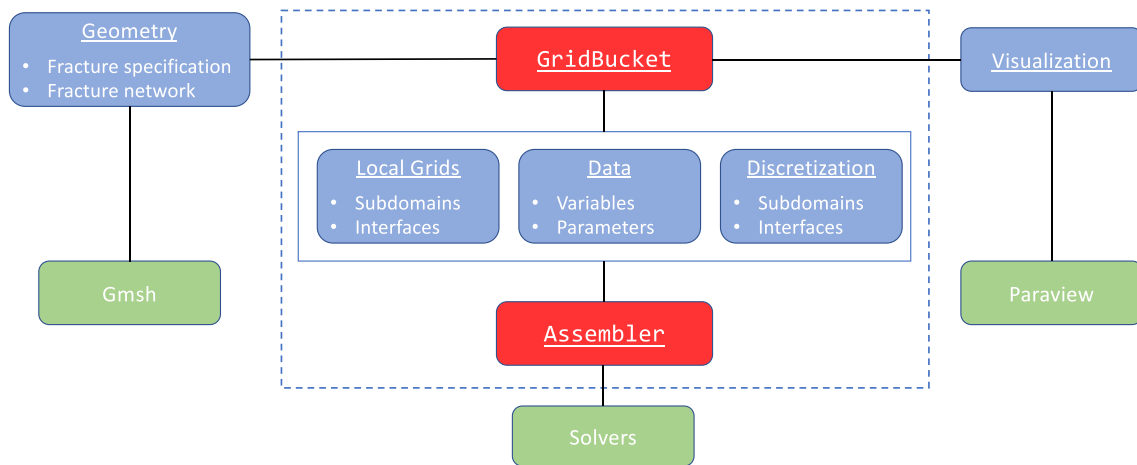 Geometry
• Fracture specification
• Fracture network
GridBucket
Visualization
Local Grids
• Subdomains
• Interfaces
Data
• Variables
• Parameters
Discretization
• Subdomains
• Interfaces
Gmsh
Paraview
Assembler
Solvers